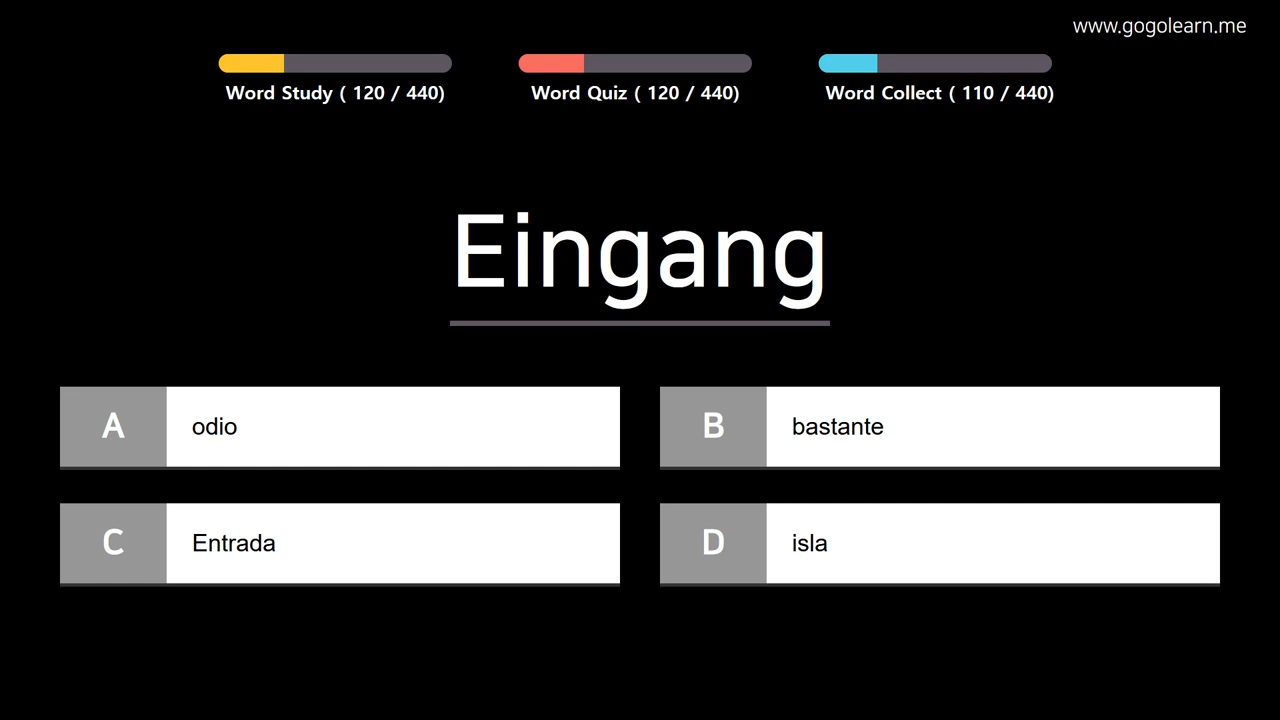 www.gogolearn.me
Word Study ( 120 / 440)
Word Quiz ( 120 / 440)
Word Collect ( 110 / 440)
Eingang
A odio
B bastante
C Entrada
D isla